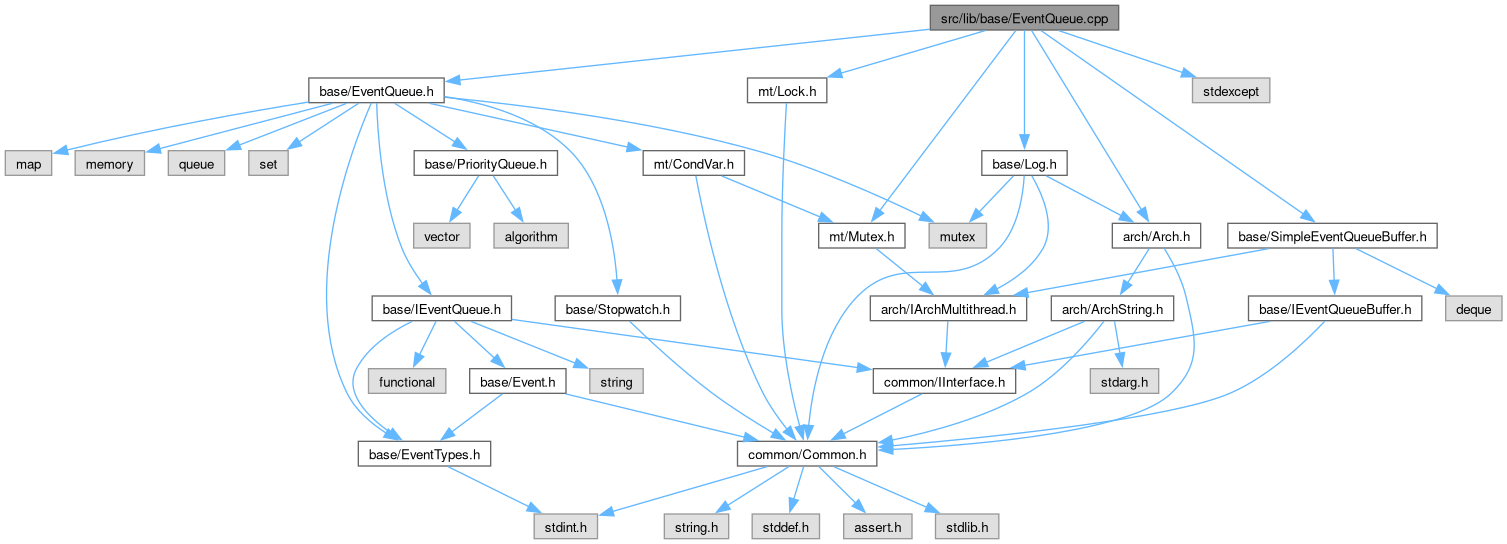 src/lib/base/EventQueue.cpp
base/EventQueue.h
mt/Lock.h
stdexcept
map
memory
queue
set
base/PriorityQueue.h
mt/CondVar.h
base/Log.h
vector
algorithm
mt/Mutex.h
mutex
arch/Arch.h
base/SimpleEventQueueBuffer.h
base/IEventQueue.h
base/Stopwatch.h
arch/IArchMultithread.h
arch/ArchString.h
base/IEventQueueBuffer.h
deque
functional
base/Event.h
string
common/IInterface.h
stdarg.h
base/EventTypes.h
common/Common.h
stdint.h
string.h
stddef.h
assert.h
stdlib.h